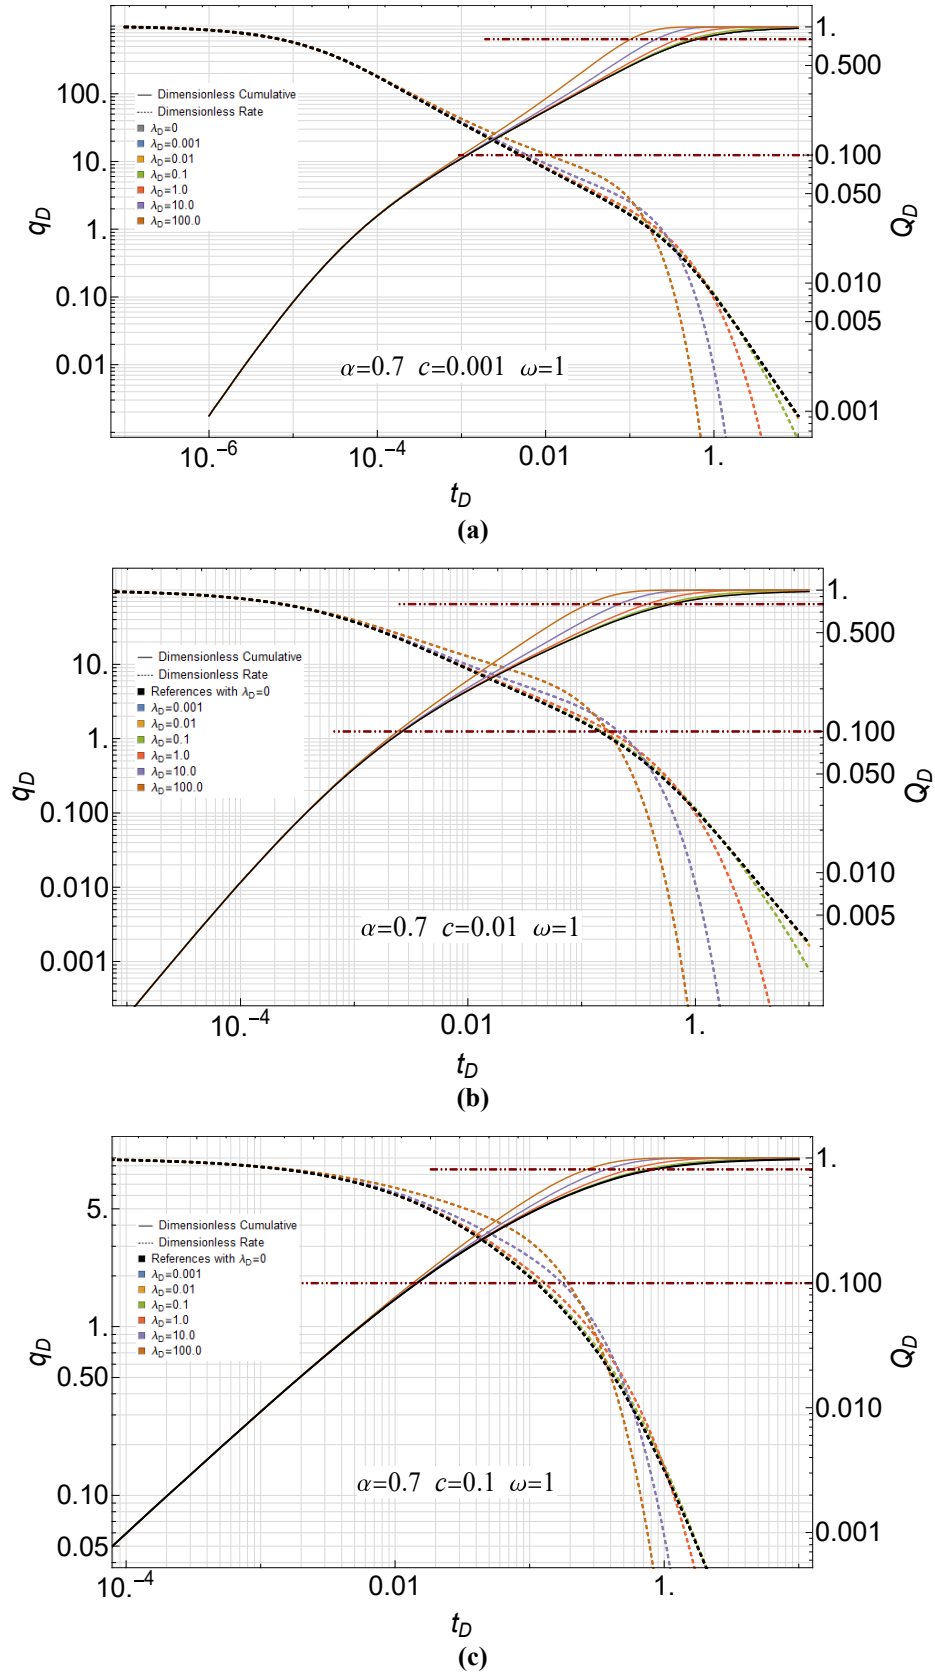 1.
100.
0.500
Dimensionless Cumulative
Dimensionless Rate
λD=0
λD=0.001
λD=0.01
λD=0.1
λD=1.0
λD=10.0
λD=100.0
10.
0.100
0.050
qD
QD
1.
0.10
0.010
0.005
0.01
α=0.7 c=0.001 ω=1
0.001
10.⁻⁶
10.⁻⁴
0.01
1.
tD
(a)
1.
0.500
10.
Dimensionless Cumulative
Dimensionless Rate
References with λD=0
λD=0.001
λD=0.01
λD=0.1
λD=1.0
λD=10.0
λD=100.0
1.
0.100
0.050
qD
QD
0.100
0.010
0.010
0.005
α=0.7 c=0.01 ω=1
0.001
10.⁻⁴
0.01
1.
tD
(b)
1.
5.
Dimensionless Cumulative
Dimensionless Rate
References with λD=0
λD=0.001
λD=0.01
λD=0.1
λD=1.0
λD=10.0
λD=100.0
0.100
1.
qD
QD
0.50
0.010
α=0.7 c=0.1 ω=1
0.10
0.05
0.001
10.⁻⁴
0.01
1.
tD
(c)